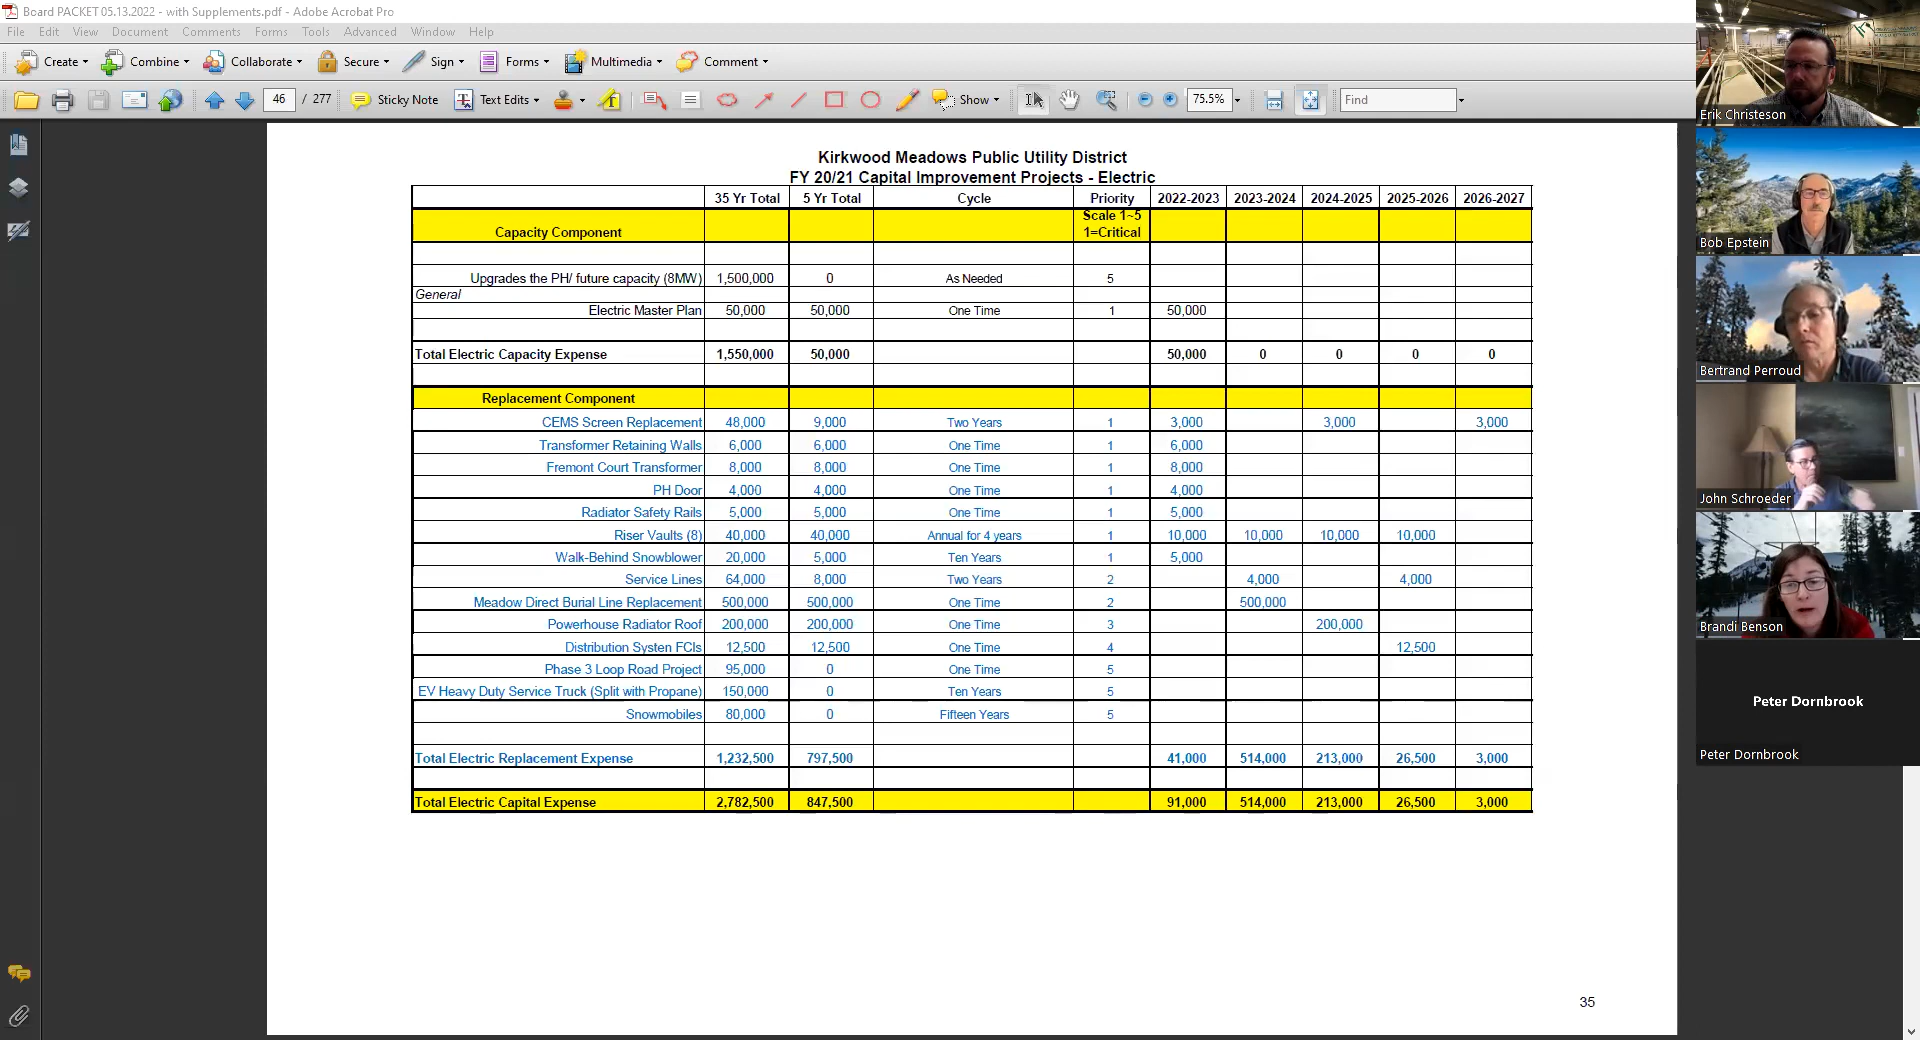 Board PACKET 05.13.2022 - with Supplements.pdf - Adobe Acrobat Pro
File Edit View Document Comments Forms Tools Advanced Window Help
Create Combine Collaborate Secure Sign Forms Multimedia Comment
46 / 277 Sticky Note Text Edits Show 75.5% Find
Kirkwood Meadows Public Utility District
FY 20/21 Capital Improvement Projects - Electric
35 Yr Total 5 Yr Total Cycle Priority 2022-2023 2023-2024 2024-2025 2025-2026 2026-2027
Capacity Component Scale 1~5 1=Critical
Upgrades the PH/ future capacity (8MW) 1,500,000 0 As Needed 5
General
Electric Master Plan 50,000 50,000 One Time 1 50,000
Total Electric Capacity Expense 1,550,000 50,000 50,000 0 0 0 0
Replacement Component
CEMS Screen Replacement 48,000 9,000 Two Years 1 3,000 3,000 3,000
Transformer Retaining Walls 6,000 6,000 One Time 1 6,000
Fremont Court Transformer 8,000 8,000 One Time 1 8,000
PH Door 4,000 4,000 One Time 1 4,000
Radiator Safety Rails 5,000 5,000 One Time 1 5,000
Riser Vaults (8) 40,000 40,000 Annual for 4 years 1 10,000 10,000 10,000 10,000
Walk-Behind Snowblower 20,000 5,000 Ten Years 1 5,000
Service Lines 64,000 8,000 Two Years 2 4,000 4,000
Meadow Direct Burial Line Replacement 500,000 500,000 One Time 2 500,000
Powerhouse Radiator Roof 200,000 200,000 One Time 3 200,000
Distribution Systen FCIs 12,500 12,500 One Time 4 12,500
Phase 3 Loop Road Project 95,000 0 One Time 5
EV Heavy Duty Service Truck (Split with Propane) 150,000 0 Ten Years 5
Snowmobiles 80,000 0 Fifteen Years 5
Total Electric Replacement Expense 1,232,500 797,500 41,000 514,000 213,000 26,500 3,000
Total Electric Capital Expense 2,782,500 847,500 91,000 514,000 213,000 26,500 3,000
35
Erik Christeson
Bob Epstein
Bertrand Perroud
John Schroeder
Brandi Benson
Peter Dornbrook
Peter Dornbrook